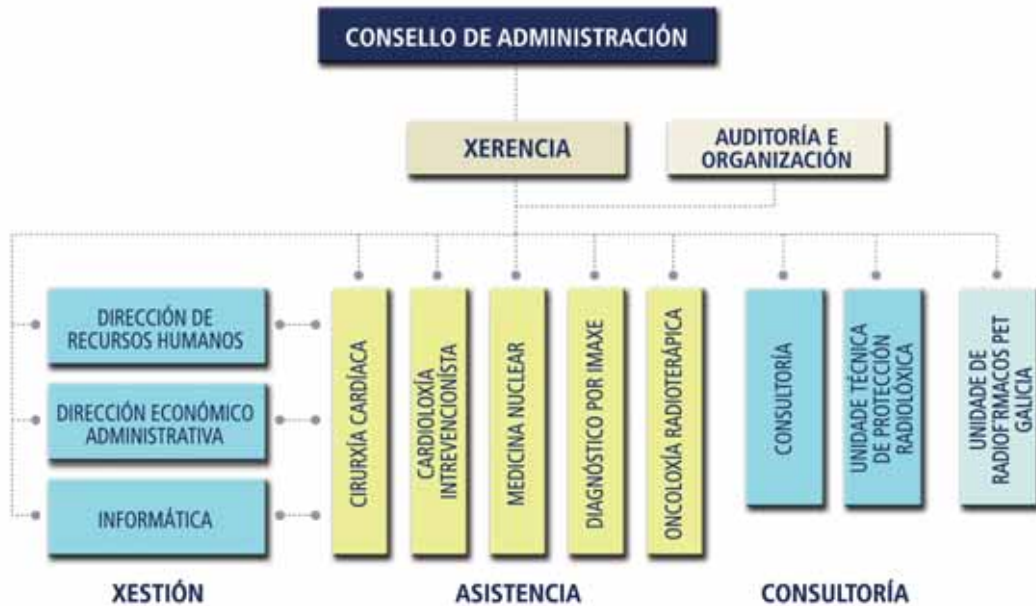 CONSELLO DE ADMINISTRACIÓN
XERENCIA
AUDITORÍA E
ORGANIZACIÓN
DIRECCIÓN DE
RECURSOS HUMANOS
DIRECCIÓN ECONÓMICO
ADMINISTRATIVA
INFORMÁTICA
CIRURXÍA CARDÍACA
CARDIOLOXÍA
INTREVENCIONÍSTA
MEDICINA NUCLEAR
DIAGNÓSTICO POR IMAXE
ONCOLOXÍA RADIOTERÁPICA
CONSULTORÍA
UNIDADE TÉCNICA
DE PROTECCIÓN
RADIOLÓXICA
UNIDADE DE
RADIOFRMACOS PET
GALICIA
XESTIÓN
ASISTENCIA
CONSULTORÍA